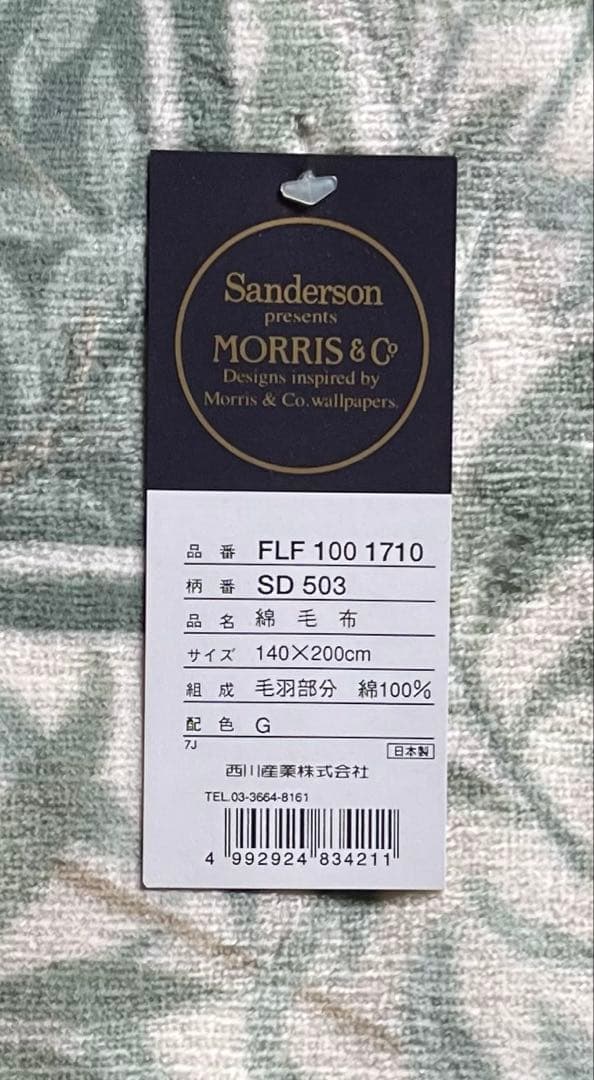 Sanderson
presents
MORRIS & Co
Designs inspired by
Morris & Co. wallpapers.
品番 FLF 100 1710
柄番 SD 503
品名 綿毛布
サイズ 140×200cm
組成 毛羽部分 綿100%
配色 G
7J 日本製
西川産業株式会社
TEL.03-3664-8161
4 992924 834211